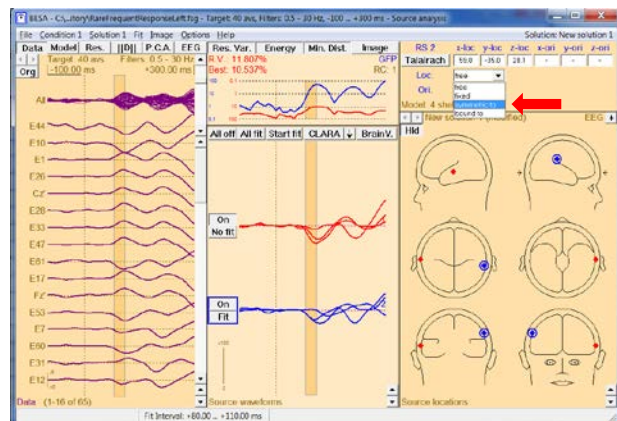 BESA - C:\...tory\RareFrequentResponseLeft.fsg - Target: 40 avs, Filters: 0.5 - 30 Hz, -100 ... +300 ms - Source analysis
File Condition 1 Solution 1 Fit Image Options Help Solution: New solution 1
Data Model Res. ||D|| P.C.A. EEG
Target: 40 avs Filters: 0.5 - 30 Hz
-100.00 ms +300.00 ms
Org
All
E44
E10
E1
E26
Cz'
E28
E33
E47
E61
E17
Fz'
E53
E7
E60
E31
E12
Data (1-16 of 65)
Res. Var. Energy Min. Dist. Image
R.V.: 11.807% GFP
Best: 10.537% RC: 1
All off All fit Start fit CLARA BrainV.
On
No fit
On
Fit
Source waveforms
RS 2 x-loc y-loc z-loc x-ori y-ori z-ori
Talairach -35.0 28.1 - - -
Loc. free
Ori. free
fixed
symmetric to
bound to
Model: 4 she
New solution 1 (modified) EEG
Hid
Source locations
Fit Interval: +80.00 ... +110.00 ms